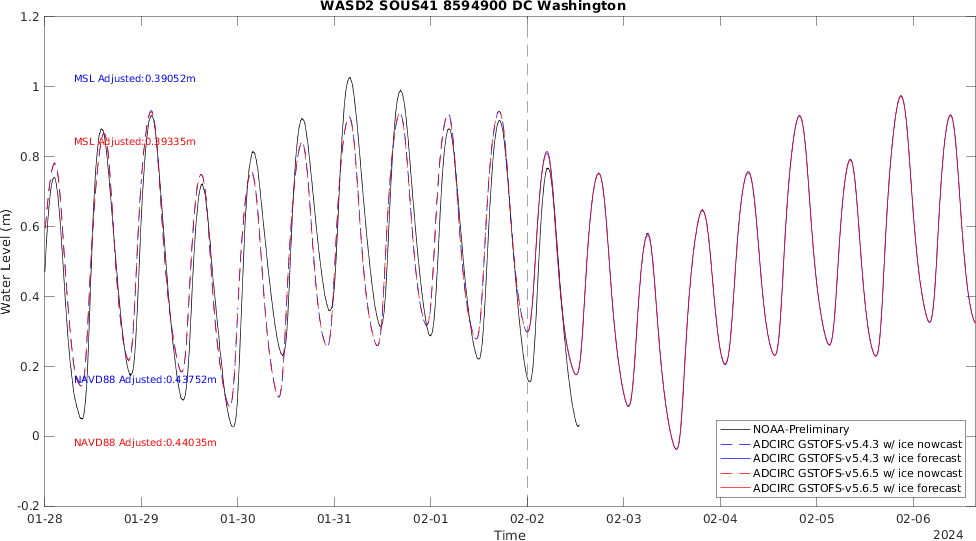 WASD2 SOUS41 8594900 DC Washington
1.2
1
0.8
0.6
0.4
0.2
0
-0.2
Water Level (m)
MSL Adjusted:0.39052m
MSL Adjusted:0.39335m
NAVD88 Adjusted:0.43752m
NAVD88 Adjusted:0.44035m
NOAA-Preliminary
ADCIRC GSTOFS-v5.4.3 w/ ice nowcast
ADCIRC GSTOFS-v5.4.3 w/ ice forecast
ADCIRC GSTOFS-v5.6.5 w/ ice nowcast
ADCIRC GSTOFS-v5.6.5 w/ ice forecast
01-28 01-29 01-30 01-31 02-01 02-02 02-03 02-04 02-05 02-06
Time
2024